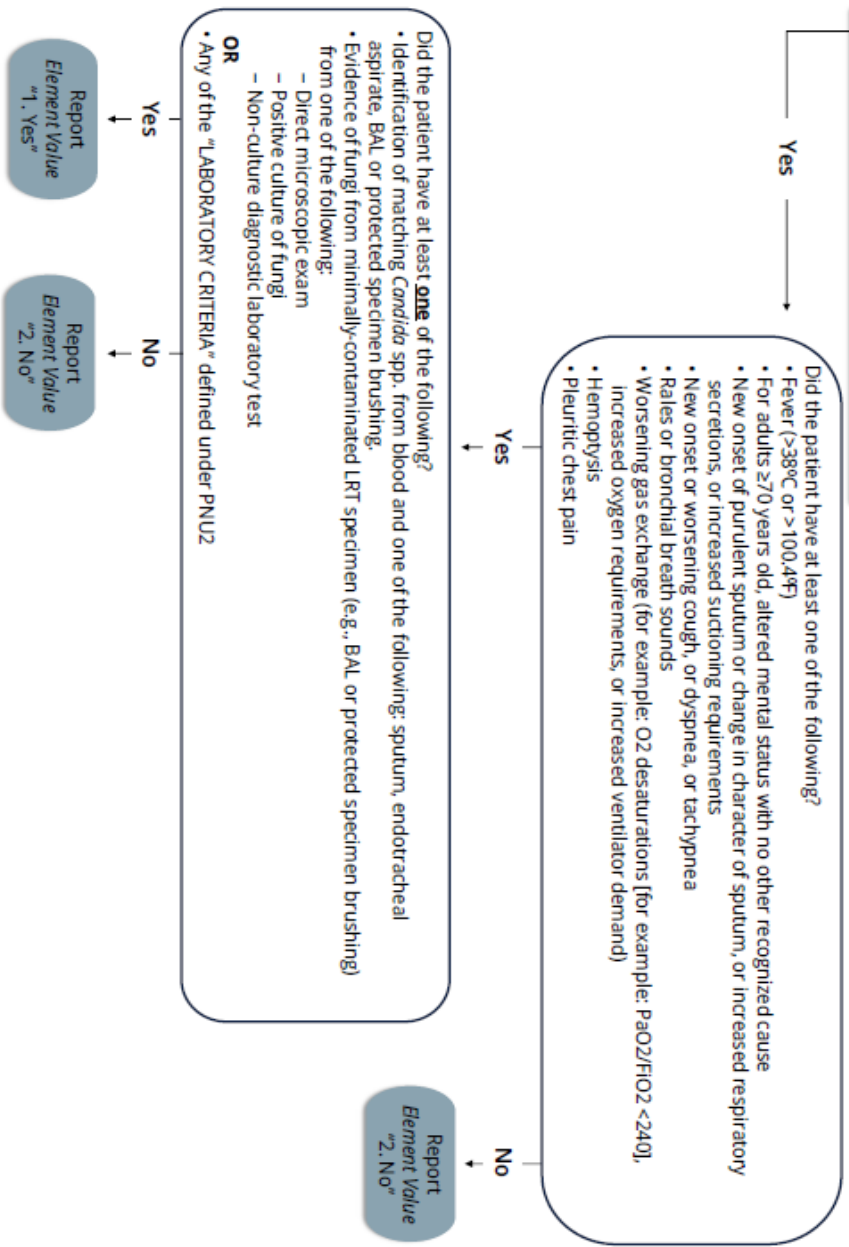 Yes
Did the patient have at least one of the following?
• Fever (>38ºC or >100.4ºF)
• For adults ≥70 years old, altered mental status with no other recognized cause
• New onset of purulent sputum or change in character of sputum, or increased respiratory
secretions, or increased suctioning requirements
• New onset or worsening cough, or dyspnea, or tachypnea
• Rales or bronchial breath sounds
• Worsening gas exchange (for example: O2 desaturations [for example: PaO2/FiO2 <240],
increased oxygen requirements, or increased ventilator demand)
• Hemoptysis
• Pleuritic chest pain
Yes
No
Report
Element Value
"2. No"
Did the patient have at least one of the following?
• Identification of matching Candida spp. from blood and one of the following: sputum, endotracheal
aspirate, BAL or protected specimen brushing.
• Evidence of fungi from minimally-contaminated LRT specimen (e.g., BAL or protected specimen brushing)
from one of the following:
– Direct microscopic exam
– Positive culture of fungi
– Non-culture diagnostic laboratory test
OR
• Any of the "LABORATORY CRITERIA" defined under PNU2
Yes
No
Report
Element Value
"1. Yes"
Report
Element Value
"2. No"